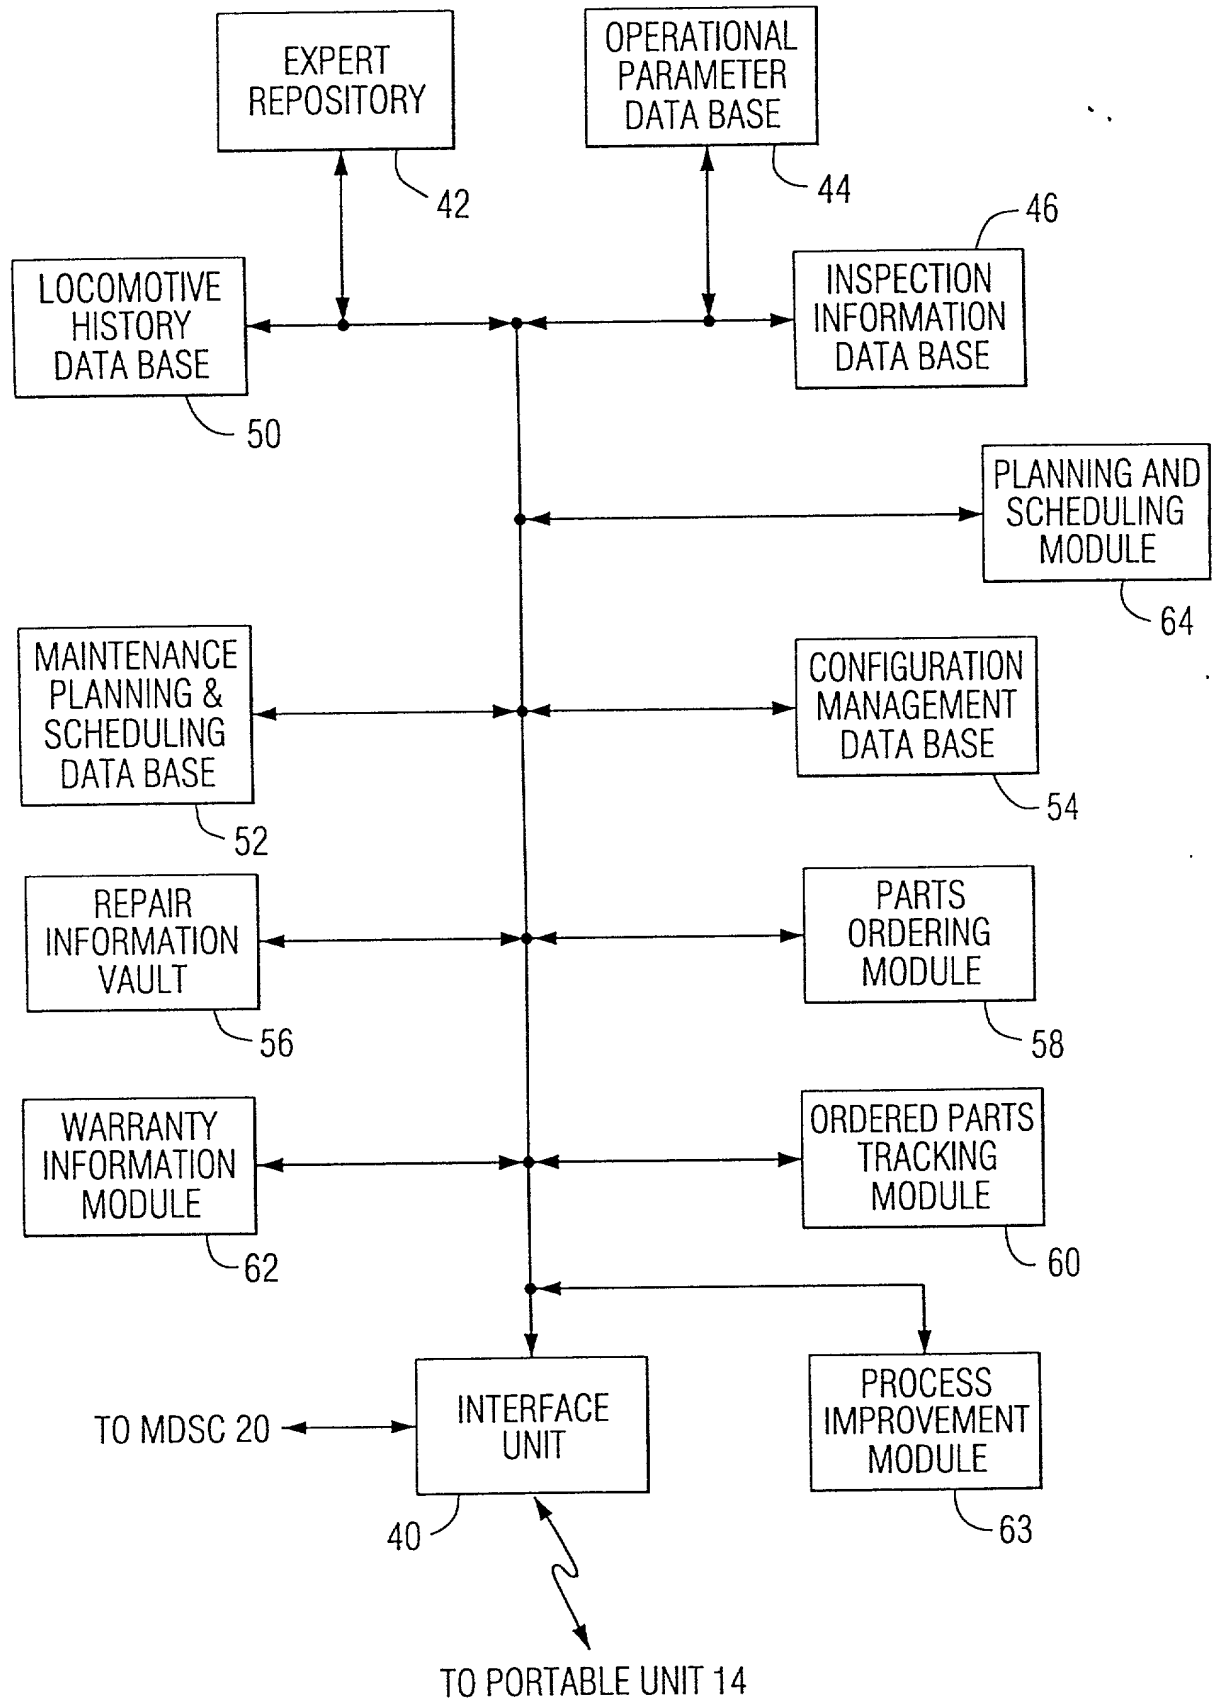 EXPERT
REPOSITORY
42
OPERATIONAL
PARAMETER
DATA BASE
44
46
LOCOMOTIVE
HISTORY
DATA BASE
50
INSPECTION
INFORMATION
DATA BASE
PLANNING AND
SCHEDULING
MODULE
64
MAINTENANCE
PLANNING &
SCHEDULING
DATA BASE
52
CONFIGURATION
MANAGEMENT
DATA BASE
54
REPAIR
INFORMATION
VAULT
56
PARTS
ORDERING
MODULE
58
WARRANTY
INFORMATION
MODULE
62
ORDERED PARTS
TRACKING
MODULE
60
TO MDSC 20
INTERFACE
UNIT
40
PROCESS
IMPROVEMENT
MODULE
63
TO PORTABLE UNIT 14